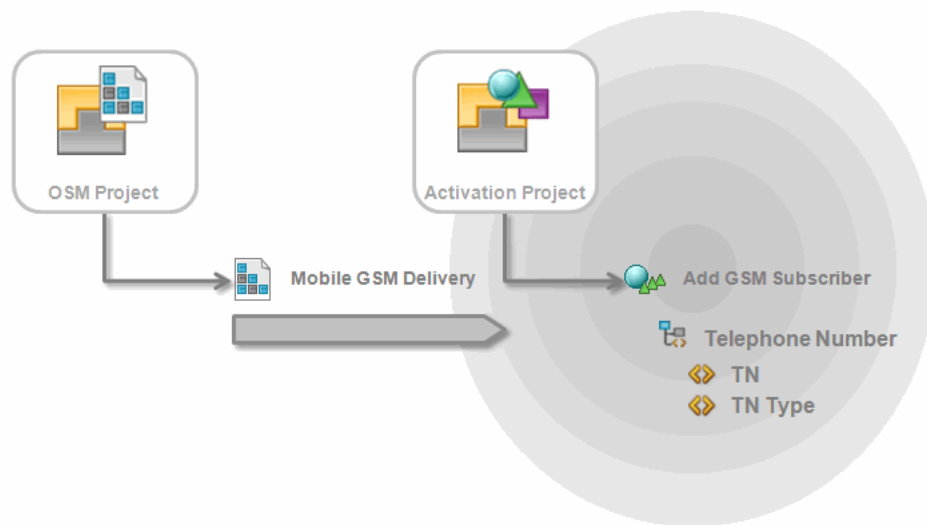 OSM Project
Activation Project
Mobile GSM Delivery
Add GSM Subscriber
Telephone Number
TN
TN Type